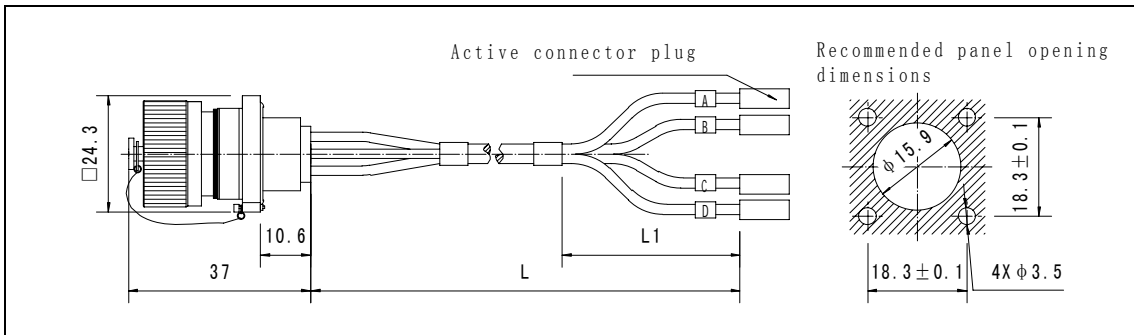 Active connector plug
Recommended panel opening
dimensions
A
B
C
D
□24.3
10.6
37
L
L1
φ15.9
18.3±0.1
18.3±0.1
4Xφ3.5